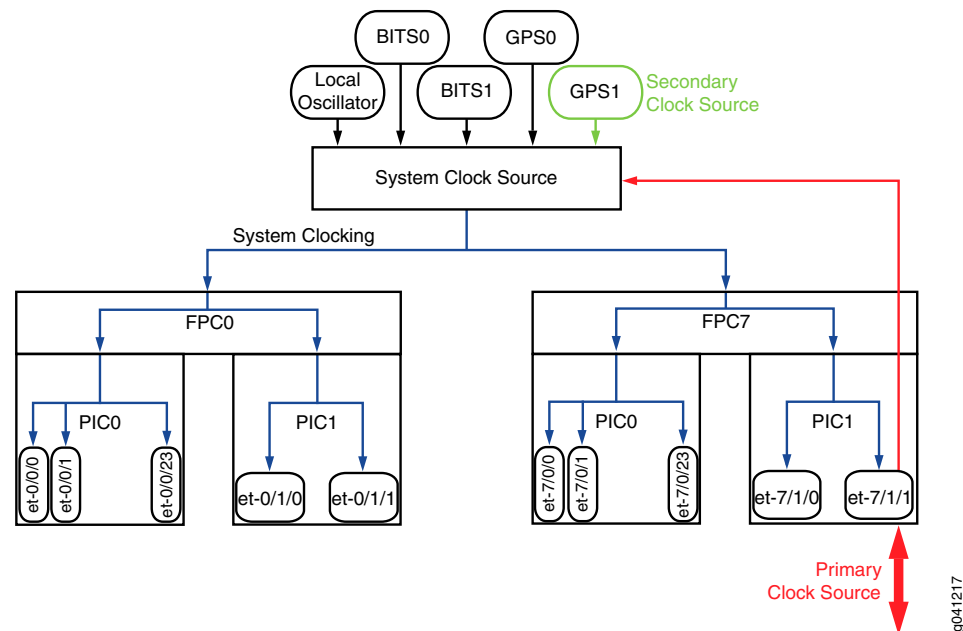 BITS0
GPS0
Local
Oscillator
BITS1
GPS1
Secondary
Clock Source
System Clock Source
System Clocking
FPC0
FPC7
PIC0
PIC1
PIC0
PIC1
et-0/0/0
et-0/0/1
et-0/0/23
et-0/1/0
et-0/1/1
et-7/0/0
et-7/0/1
et-7/0/23
et-7/1/0
et-7/1/1
Primary
Clock Source
g041217